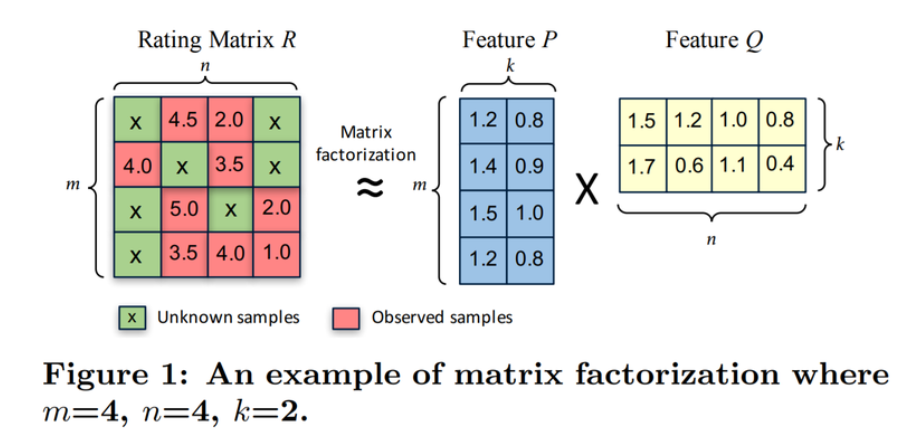 Rating Matrix R
Feature P
Feature Q
n
k
m
x 4.5 2.0 x
4.0 x 3.5 x
x 5.0 x 2.0
x 3.5 4.0 1.0
Matrix
factorization
≈
m
1.2 0.8
1.4 0.9
1.5 1.0
1.2 0.8
X
1.5 1.2 1.0 0.8
1.7 0.6 1.1 0.4
k
n
x Unknown samples
Observed samples
Figure 1: An example of matrix factorization where
m=4, n=4, k=2.